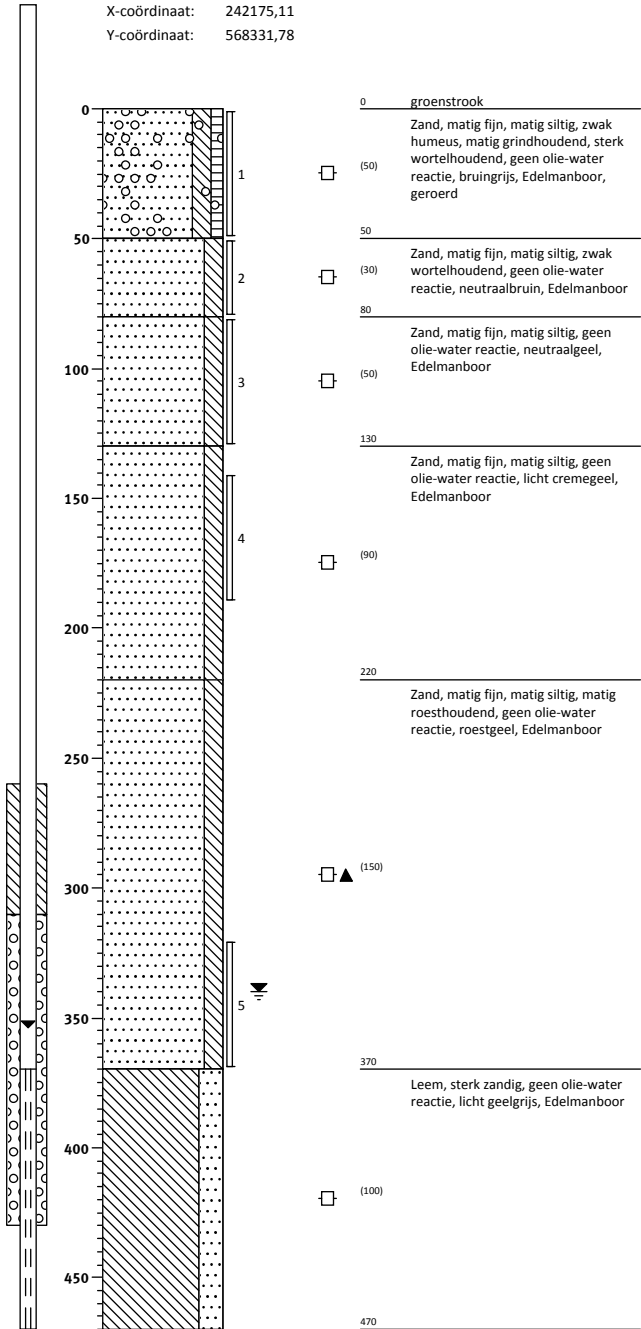 X-coördinaat: 242175,11
Y-coördinaat: 568331,78
0
50
100
150
200
250
300
350
400
450
1
2
3
4
5
0 groenstrook
Zand, matig fijn, matig siltig, zwak
humeus, matig grindhoudend, sterk
wortelhoudend, geen olie-water
reactie, bruingrijs, Edelmanboor,
geroerd
(50)
50
Zand, matig fijn, matig siltig, zwak
wortelhoudend, geen olie-water
reactie, neutraalbruin, Edelmanboor
(30)
80
Zand, matig fijn, matig siltig, geen
olie-water reactie, neutraalgeel,
Edelmanboor
(50)
130
Zand, matig fijn, matig siltig, geen
olie-water reactie, licht cremegeel,
Edelmanboor
(90)
220
Zand, matig fijn, matig siltig, matig
roesthoudend, geen olie-water
reactie, roestgeel, Edelmanboor
(150)
370
Leem, sterk zandig, geen olie-water
reactie, licht geelgrijs, Edelmanboor
(100)
470